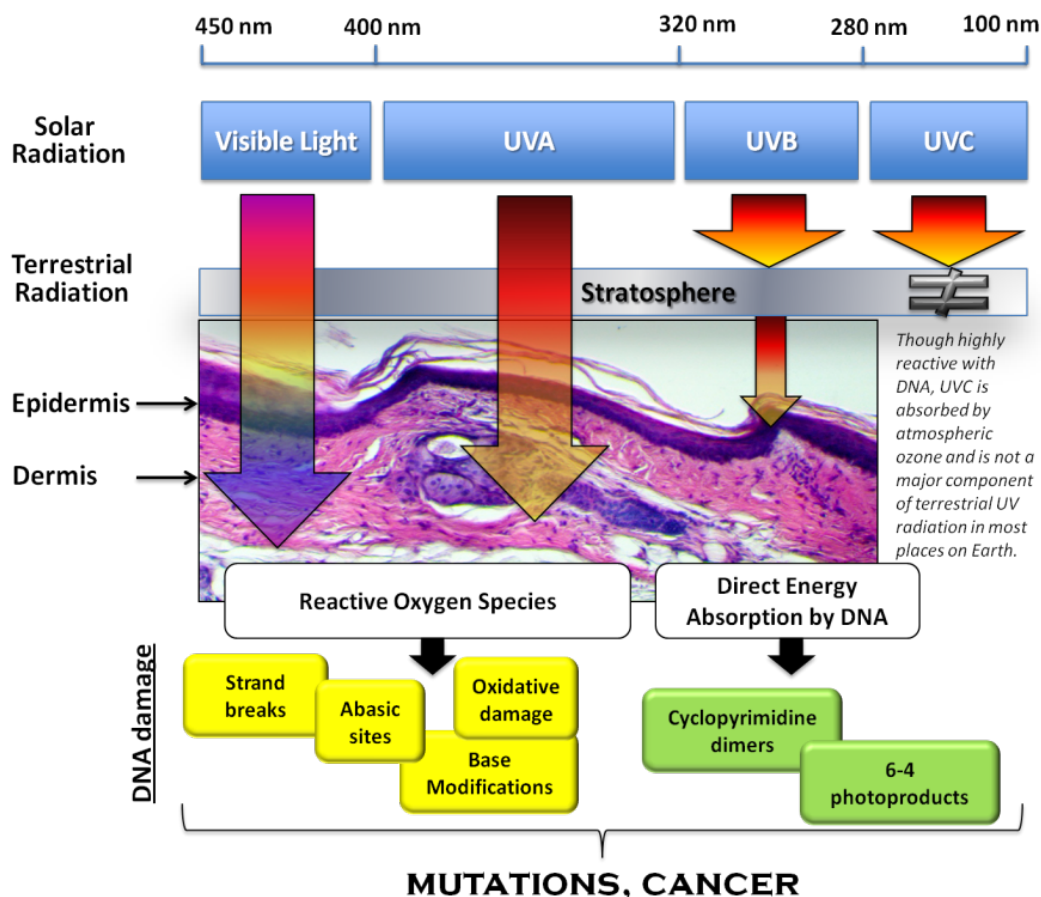 450 nm
400 nm
320 nm
280 nm
100 nm
Solar
Radiation
Visible Light
UVA
UVB
UVC
Terrestrial
Radiation
Stratosphere
Though highly
reactive with
DNA, UVC is
absorbed by
atmospheric
ozone and is not a
major component
of terrestrial UV
radiation in most
places on Earth.
Epidermis
Dermis
Reactive Oxygen Species
Direct Energy
Absorption by DNA
DNA damage
Strand
breaks
Abasic
sites
Oxidative
damage
Base
Modifications
Cyclopyrimidine
dimers
6-4
photoproducts
MUTATIONS, CANCER